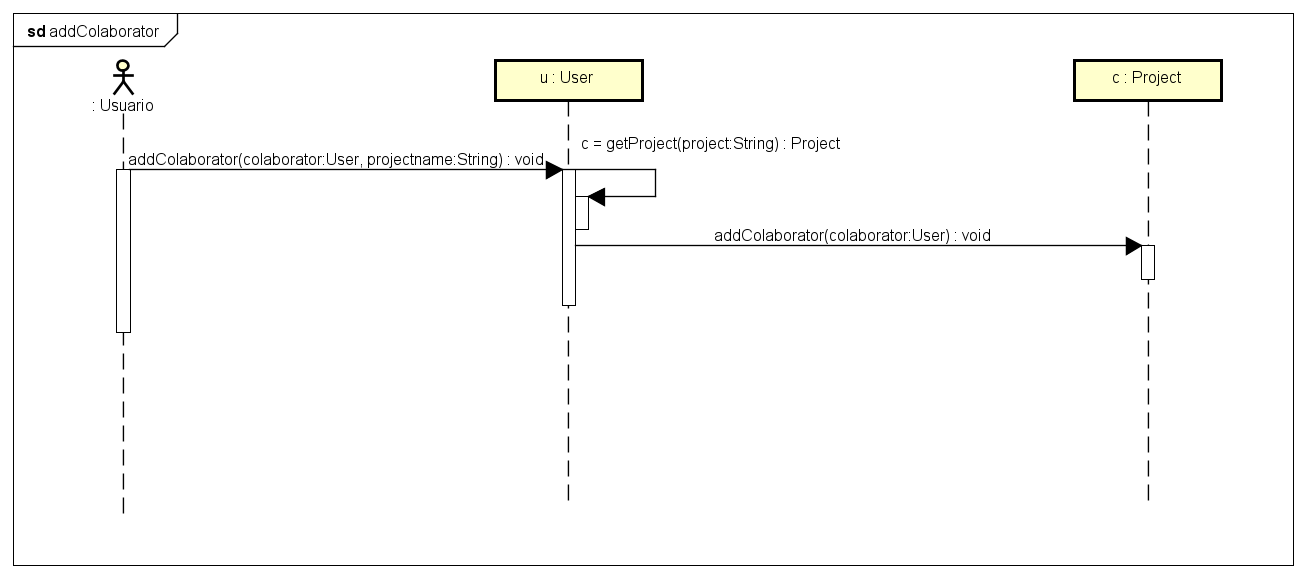 sd addColaborator
: Usuario
u : User
c : Project
c = getProject(project:String) : Project
addColaborator(colaborator:User, projectname:String) : void
addColaborator(colaborator:User) : void